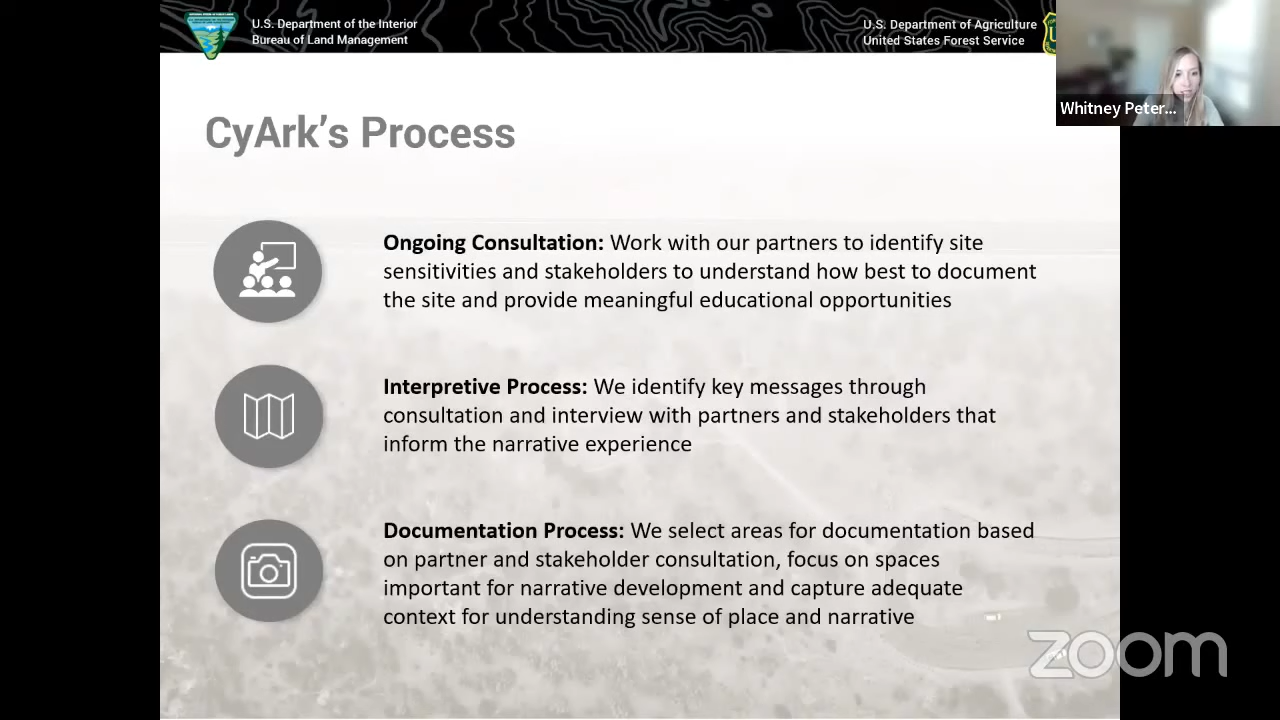 U.S. Department of the Interior
Bureau of Land Management
U.S. Department of Agriculture
United States Forest Service
Whitney Peter...
CyArk's Process
Ongoing Consultation: Work with our partners to identify site
sensitivities and stakeholders to understand how best to document
the site and provide meaningful educational opportunities
Interpretive Process: We identify key messages through
consultation and interview with partners and stakeholders that
inform the narrative experience
Documentation Process: We select areas for documentation based
on partner and stakeholder consultation, focus on spaces
important for narrative development and capture adequate
context for understanding sense of place and narrative
zoom